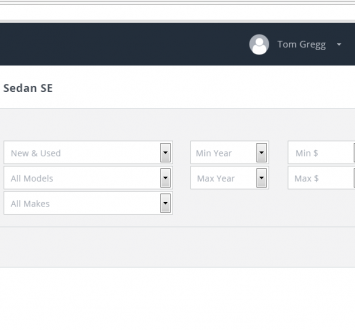 Tom Gregg
Sedan SE
New & Used
Min Year
Min $
All Models
Max Year
Max $
All Makes